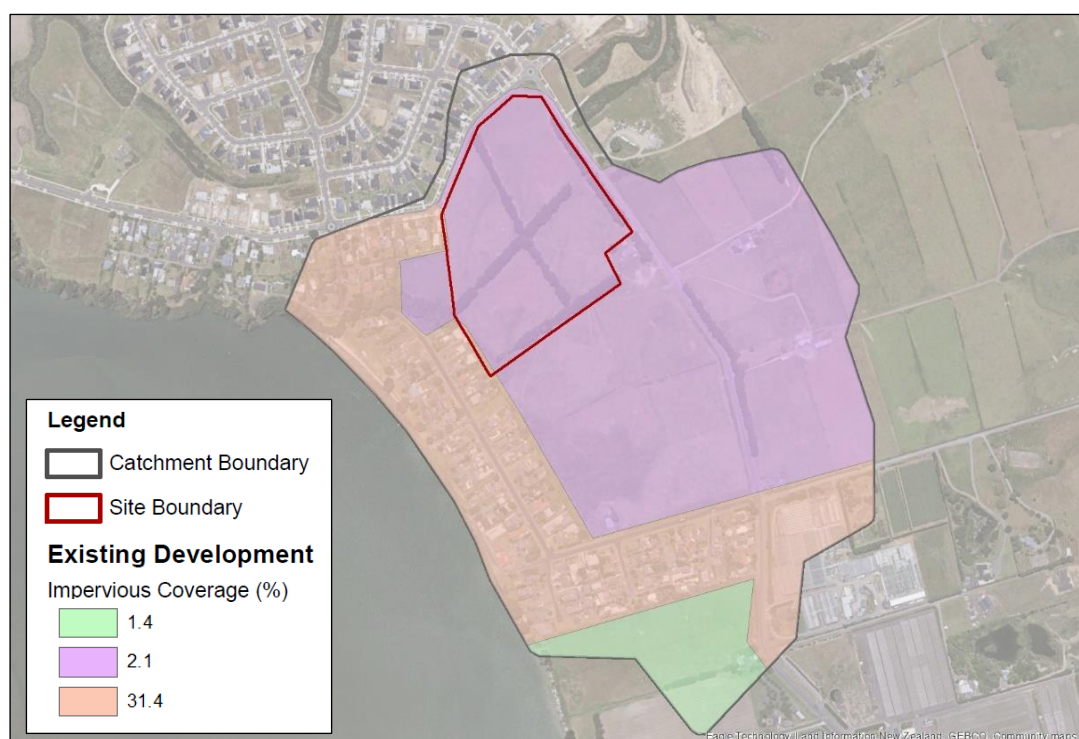 Legend
Catchment Boundary
Site Boundary
Existing Development
Impervious Coverage (%)
1.4
2.1
31.4
Eagle Technology, Land Information New Zealand, GEBCO, Community maps